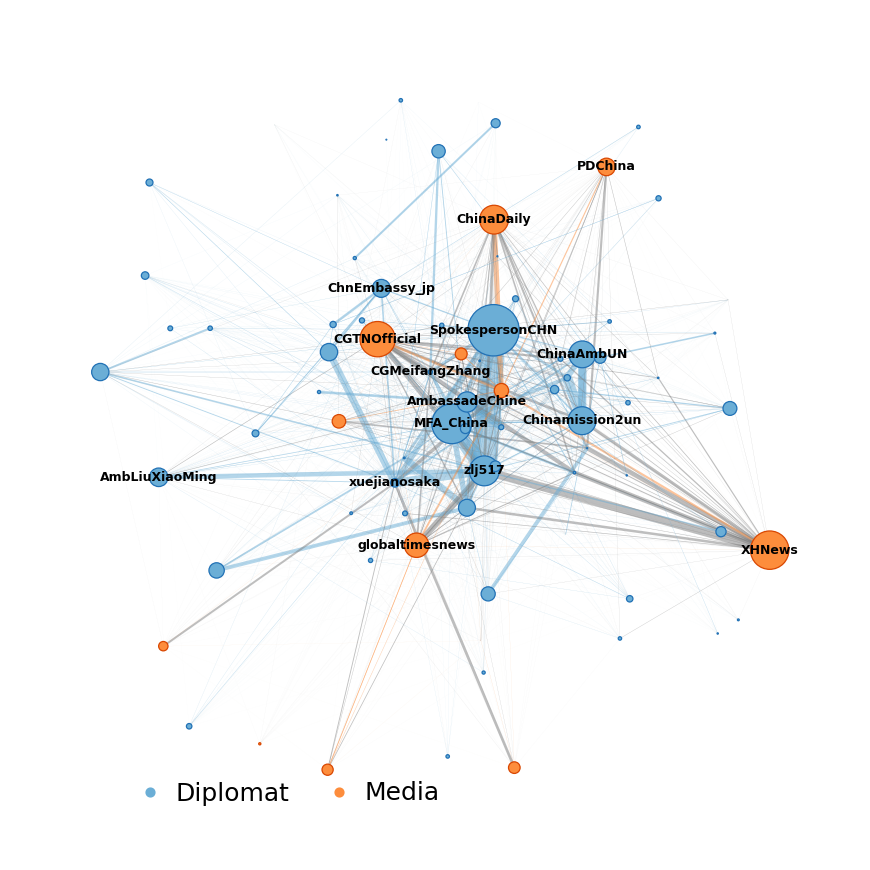 PDChina
ChinaDaily
ChnEmbassy_jp
SpokespersonCHN
CGTNOfficial
ChinaAmbUN
CGMeifangZhang
AmbassadeChine
MFA_China
Chinamission2un
zlj517
AmbLiuXiaoMing
xuejianosaka
globaltimesnews
XHNews
Diplomat
Media